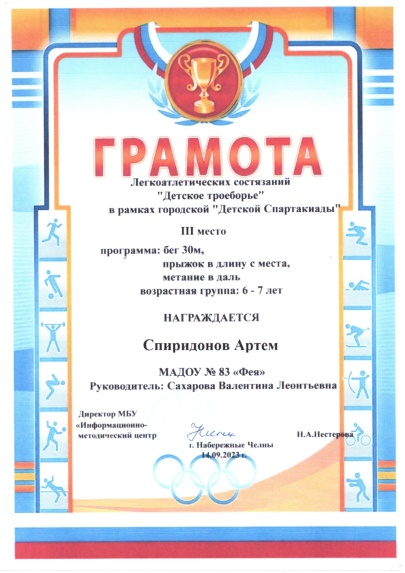 ГРАМОТА
Легкоатлетических состязаний
"Детское троеборье"
в рамках городской "Детской Спартакиады"
III место
программа: бег 30м,
прыжок в длину с места,
метание в даль
возрастная группа: 6 - 7 лет
НАГРАЖДАЕТСЯ
Спиридонов Артем
МАДОУ № 83 «Фея»
Руководитель: Сахарова Валентина Леонтьевна
Директор МБУ
«Информационно-
методический центр
Н.А.Нестерова
г. Набережные Челны
14.09.2023 г.